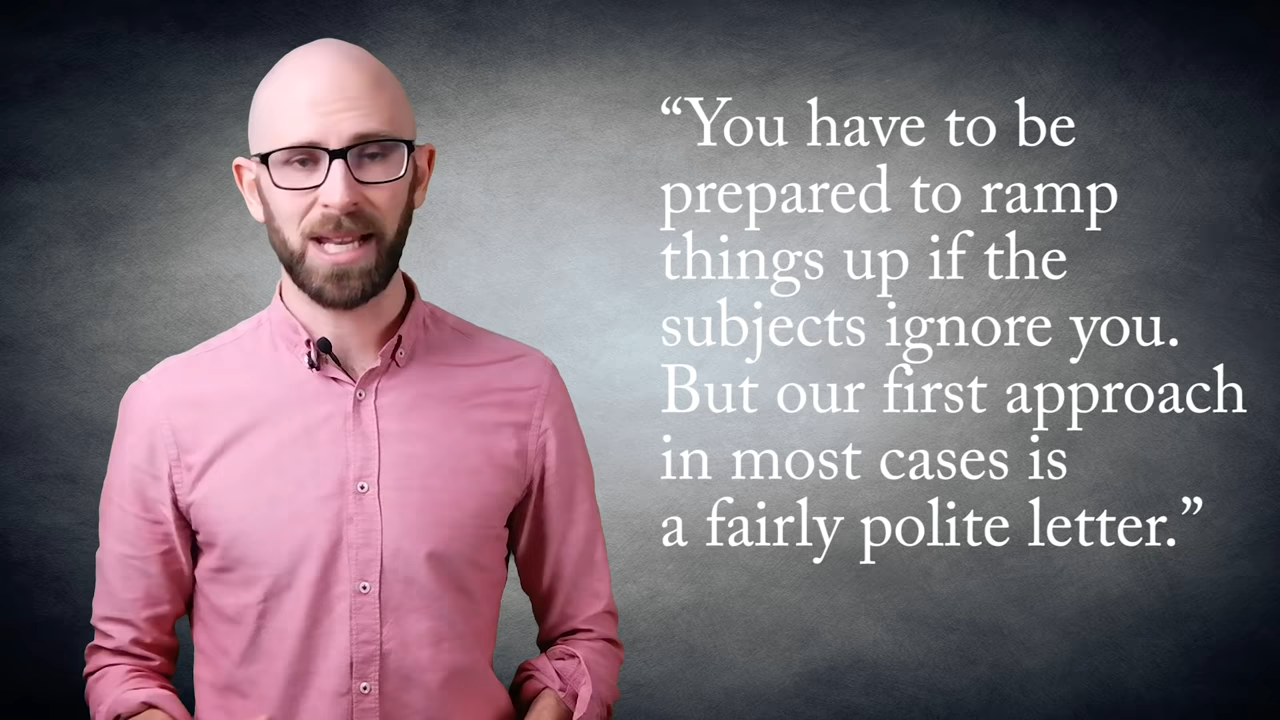 “You have to be
prepared to ramp
things up if the
subjects ignore you.
But our first approach
in most cases is
a fairly polite letter.”